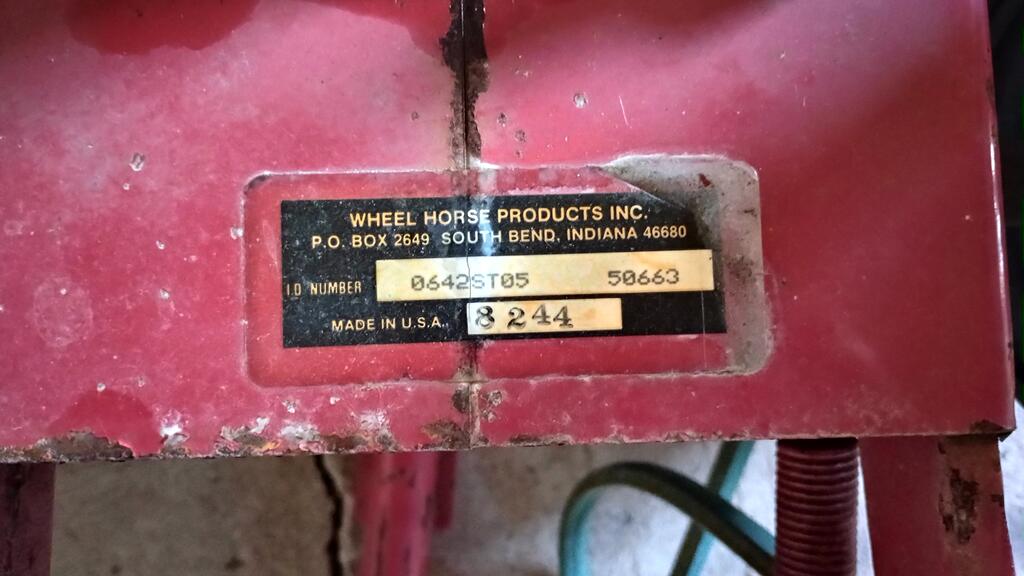 WHEEL HORSE PRODUCTS INC.
P.O. BOX 2649 SOUTH BEND, INDIANA 46680
I.D NUMBER 0642ST05 50663
MADE IN U.S.A. 8244